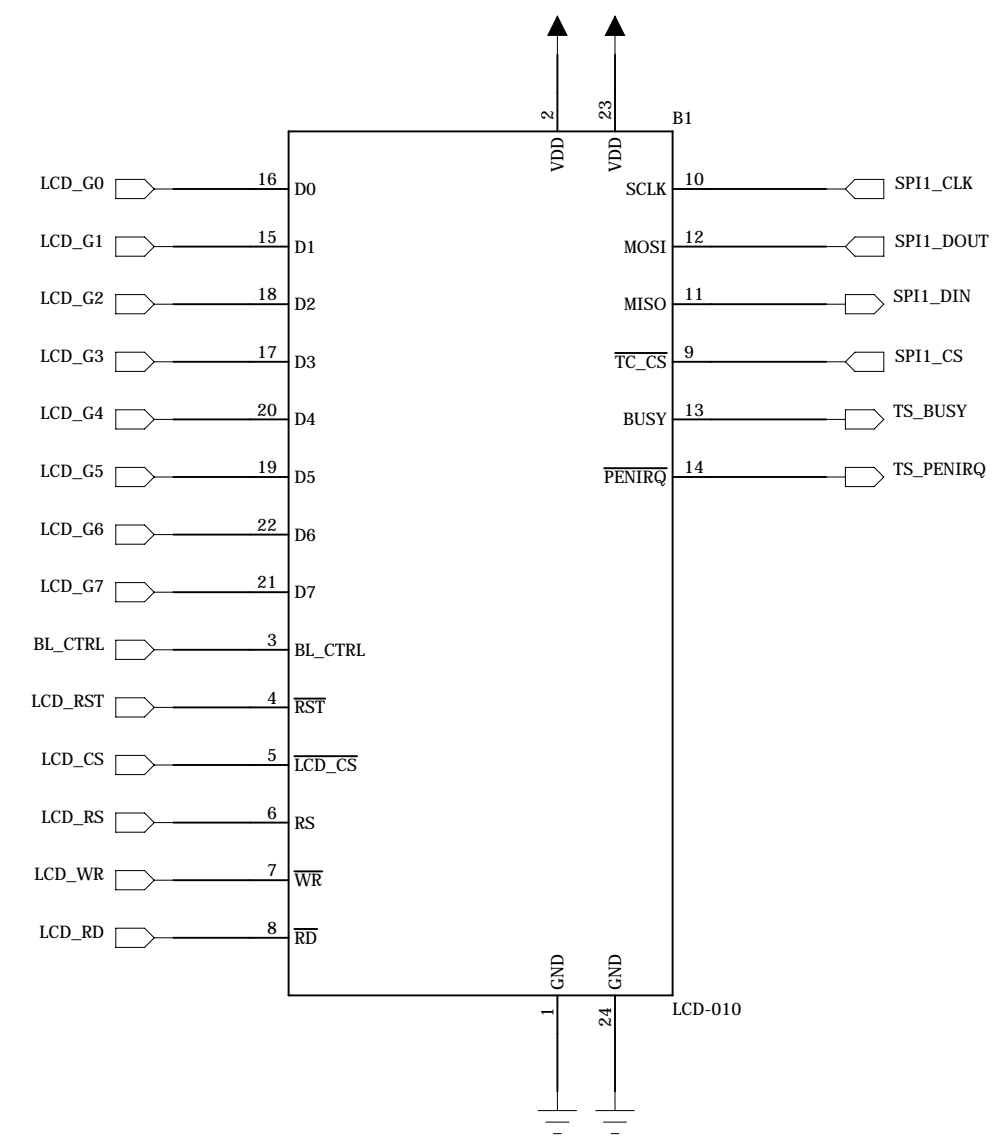 2 23 B1
VDD VDD
LCD_G0 16 D0 SCLK 10 SPI1_CLK
LCD_G1 15 D1 MOSI 12 SPI1_DOUT
LCD_G2 18 D2 MISO 11 SPI1_DIN
LCD_G3 17 D3 TC_CS 9 SPI1_CS
LCD_G4 20 D4 BUSY 13 TS_BUSY
LCD_G5 19 D5 PENIRQ 14 TS_PENIRQ
LCD_G6 22 D6
LCD_G7 21 D7
BL_CTRL 3 BL_CTRL
LCD_RST 4 RST
LCD_CS 5 LCD_CS
LCD_RS 6 RS
LCD_WR 7 WR
LCD_RD 8 RD
GND GND
1 24 LCD-010